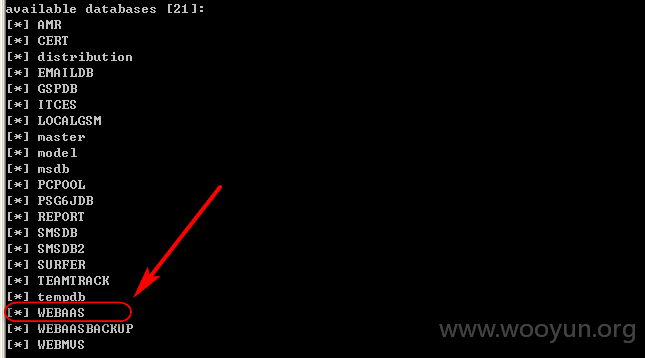 available databases [21]:
[*] AMR
[*] CERT
[*] distribution
[*] EMAILDB
[*] GSPDB
[*] ITCES
[*] LOCALGSM
[*] master
[*] model
[*] msdb
[*] PCPOOL
[*] PSG6JDB
[*] REPORT
[*] SMSDB
[*] SMSDB2
[*] SURFER
[*] TEAMTRACK
[*] tempdb
[*] WEBAAS
[*] WEBAASBACKUP
[*] WEBMVS
www.wooyun.org